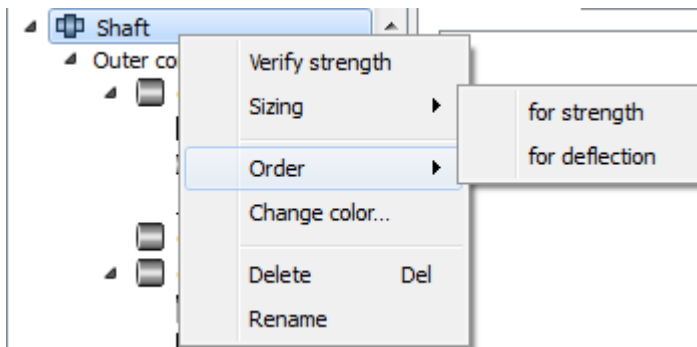 Shaft
Outer co
Verify strength
Sizing
for strength
for deflection
Order
Change color...
Delete Del
Rename